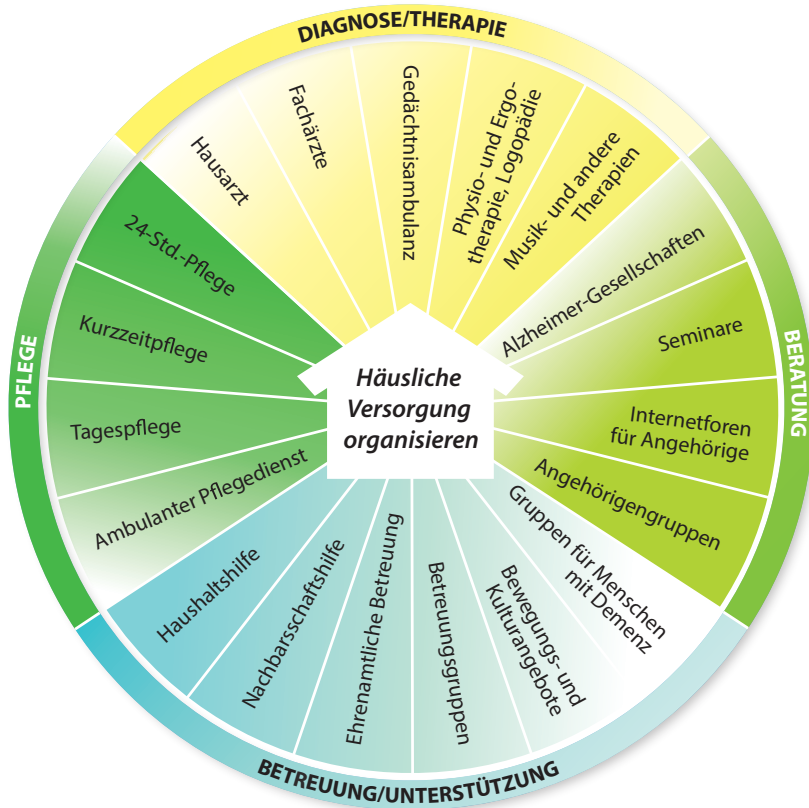 DIAGNOSE/THERAPIE
Hausarzt
Fachärzte
Gedächtnisambulanz
Physio- und Ergo-
therapie, Logopädie
Musik- und andere
Therapien
BERATUNG
Alzheimer-Gesellschaften
Seminare
Internetforen
für Angehörige
Angehörigengruppen
BETREUUNG/UNTERSTÜTZUNG
Gruppen für Menschen
mit Demenz
Bewegungs- und
Kulturangebote
Betreuungsgruppen
Ehrenamtliche Betreuung
Nachbarsschaftshilfe
Haushaltshilfe
PFLEGE
Ambulanter Pflegedienst
Tagespflege
Kurzzeitpflege
24-Std.-Pflege
Häusliche
Versorgung
organisieren